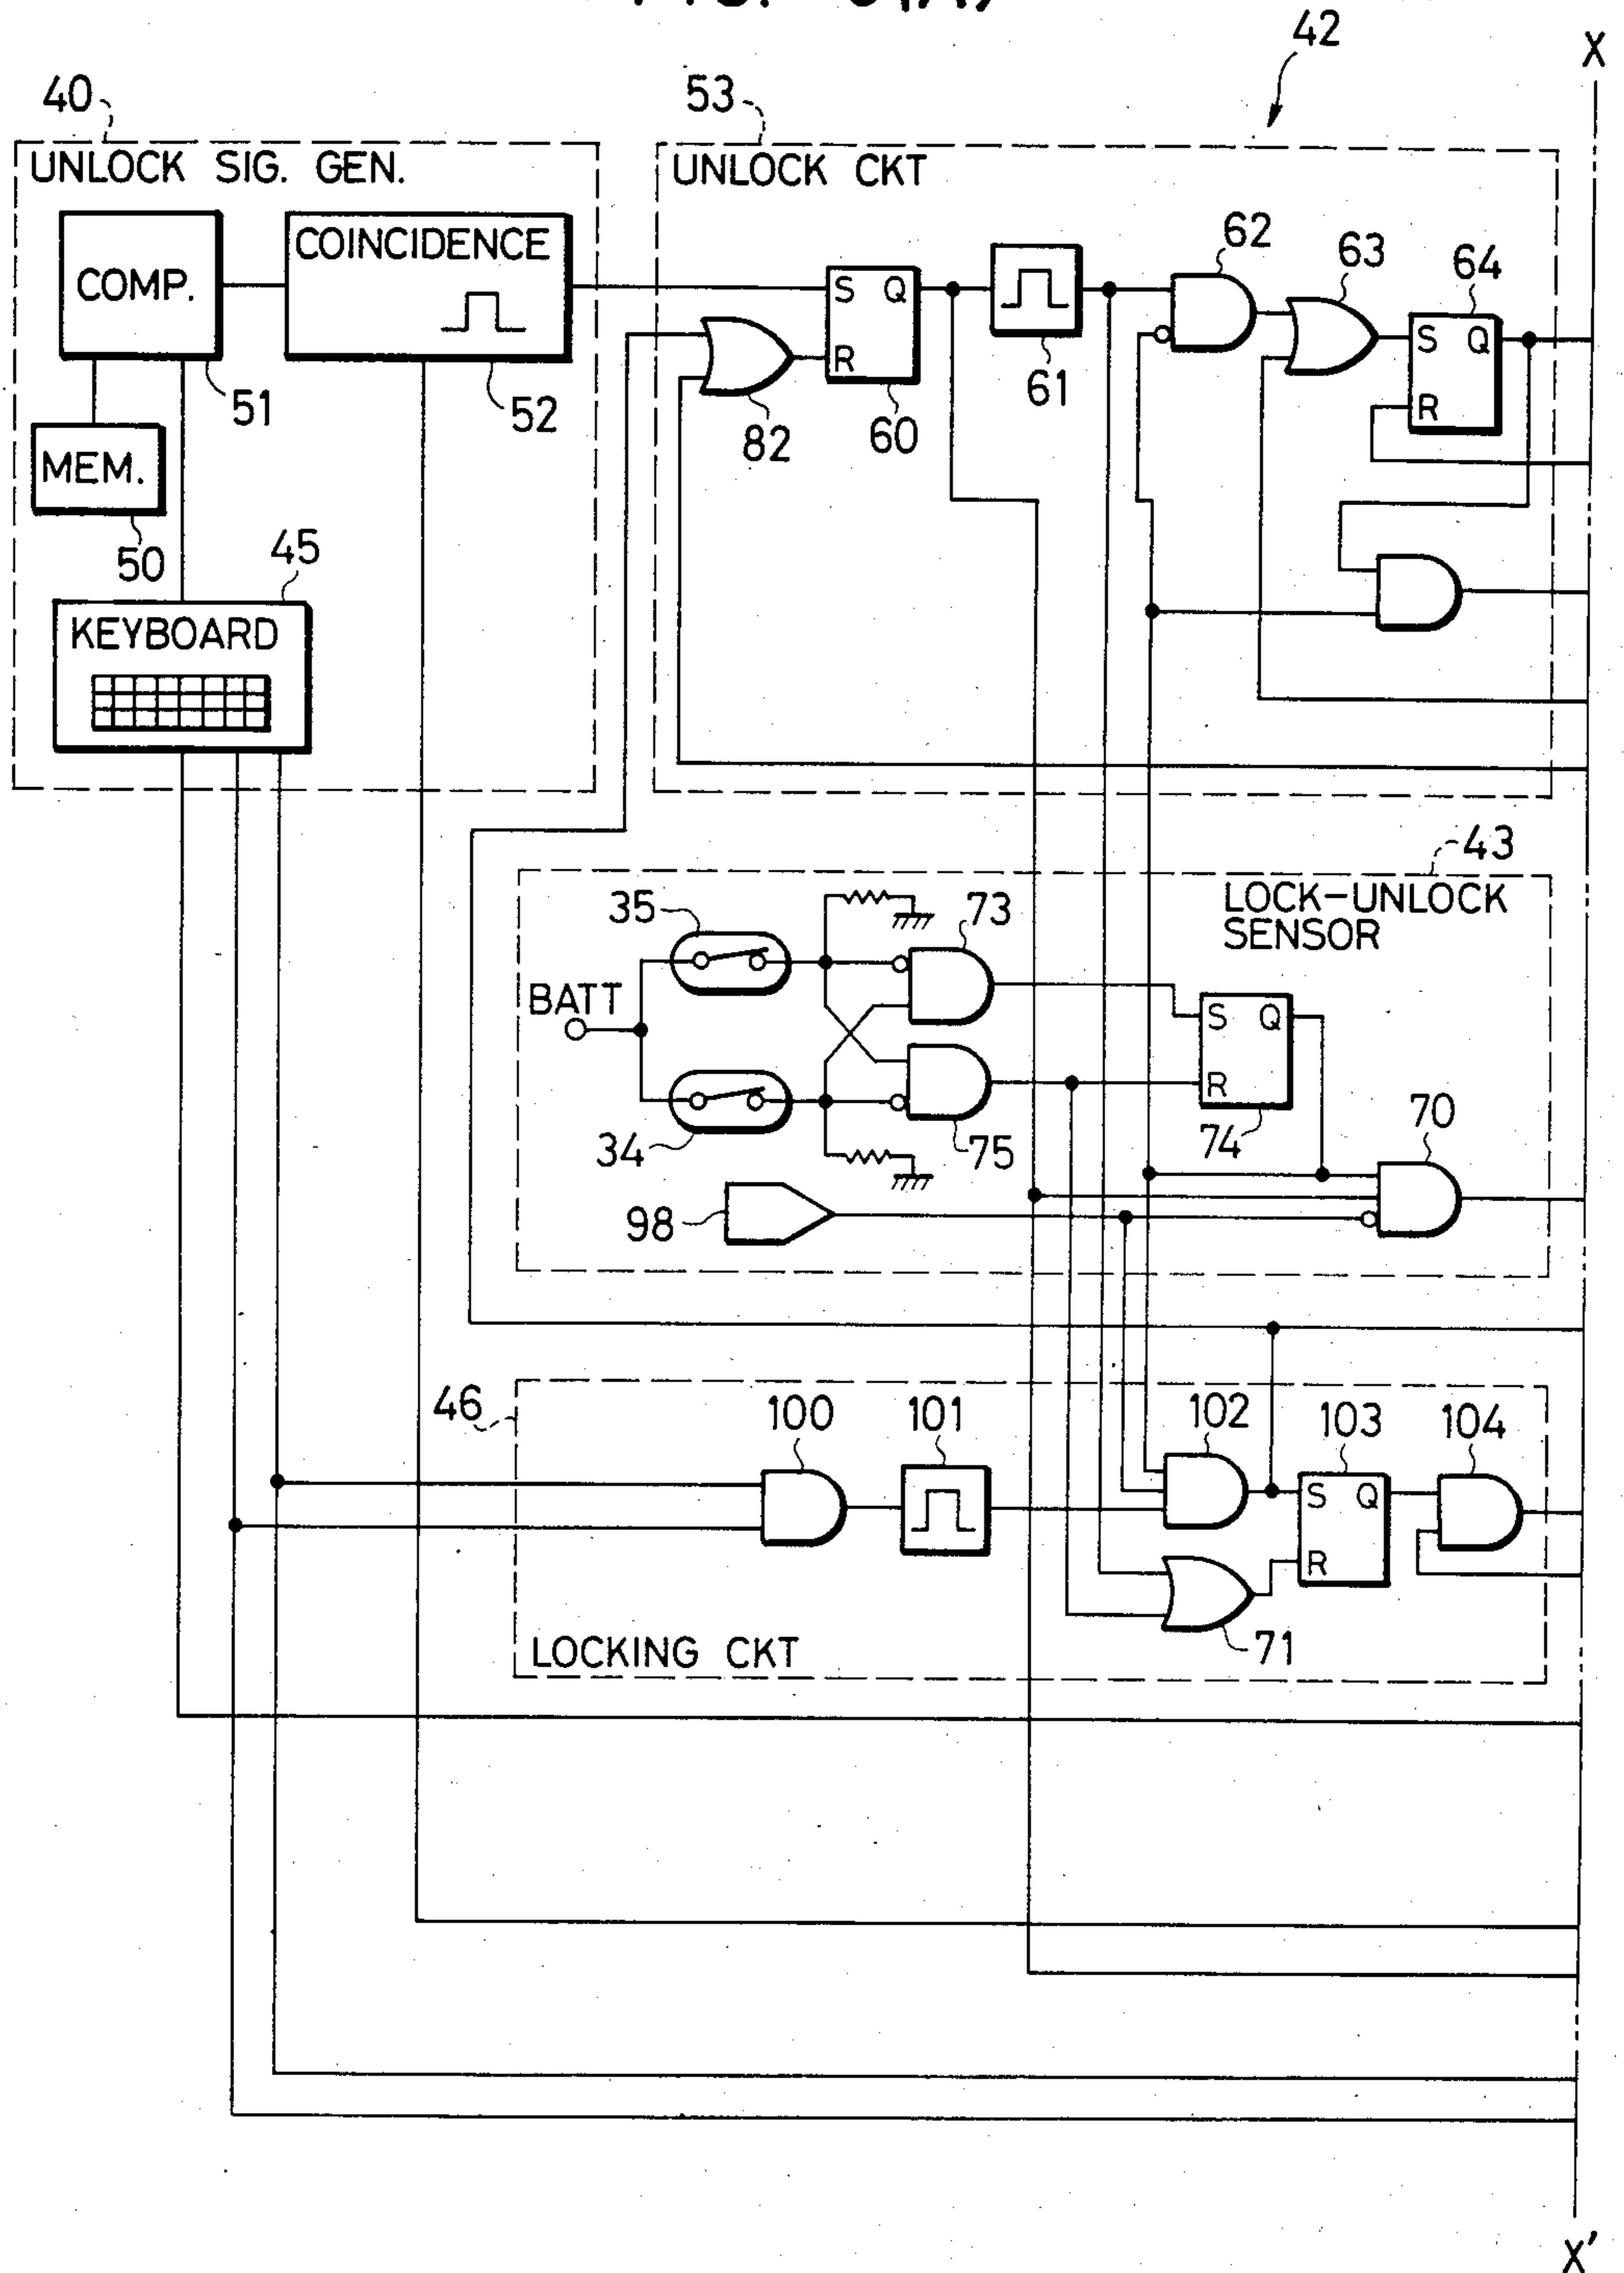 42
X
40
53
UNLOCK SIG. GEN.
UNLOCK CKT
COMP.
COINCIDENCE
S Q
R
62
63
64
S Q
R
51
52
82
60
61
MEM.
50
45
KEYBOARD
43
LOCK-UNLOCK
SENSOR
35
73
BATT
S Q
R
34
75
74
70
98
46
100
101
102
103
104
S Q
R
71
LOCKING CKT
X'